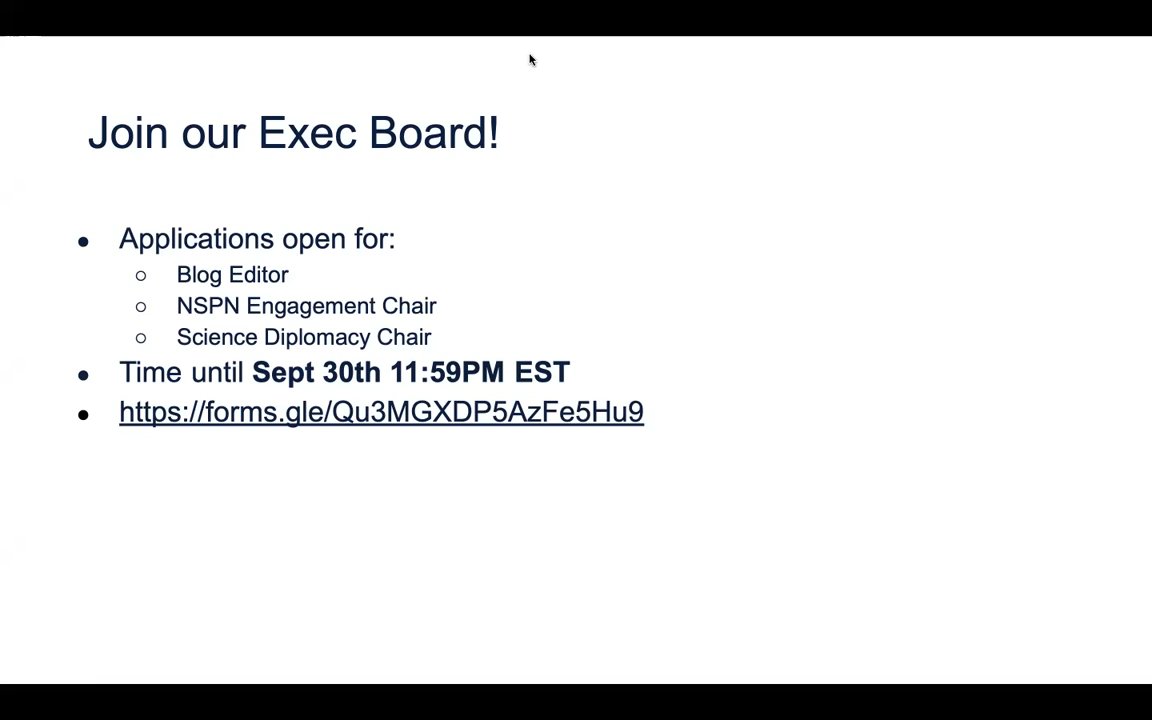 Join our Exec Board!
● Applications open for:
○ Blog Editor
○ NSPN Engagement Chair
○ Science Diplomacy Chair
● Time until Sept 30th 11:59PM EST
● https://forms.gle/Qu3MGXDP5AzFe5Hu9